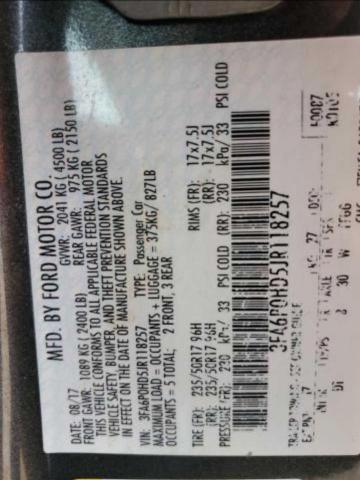 MFD. BY FORD MOTOR CO.
DATE: 08/17 GVWR: 2041 KG (4500 LB)
FRONT GAWR: 1089 KG (2400 LB) REAR GAWR: 975 KG (2150 LB)
THIS VEHICLE CONFORMS TO ALL APPLICABLE FEDERAL MOTOR
VEHICLE SAFETY, BUMPER, AND THEFT PREVENTION STANDARDS
IN EFFECT ON THE DATE OF MANUFACTURE SHOWN ABOVE.
VIN: 3FA6P0HD5JR118257 TYPE: Passenger Car
MAXIMUM LOAD = OCCUPANTS + LUGGAGE = 375KG/ 827LB
OCCUPANTS = 5 TOTAL: 2 FRONT, 3 REAR
TIRE (FR): 235/50R17 96H RIMS (FR): 17x7.5J
(RR): 235/50R17 96H (RR): 17x7.5J
PRESSURE (FR): 230 kPa/ 33 PSI COLD (RR): 230 kPa/ 33 PSI COLD
3FA6P0HD5JR118257
EXT PNT: